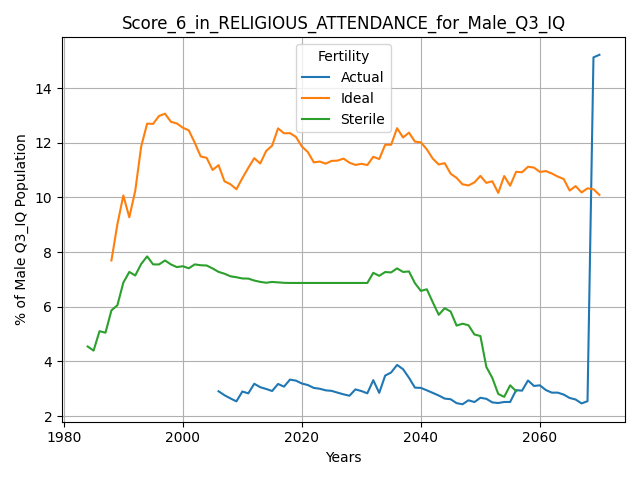 Score_6_in_RELIGIOUS_ATTENDANCE_for_Male_Q3_IQ
Fertility
Actual
Ideal
Sterile
% of Male Q3_IQ Population
14
12
10
8
6
4
2
1980
2000
2020
2040
2060
Years